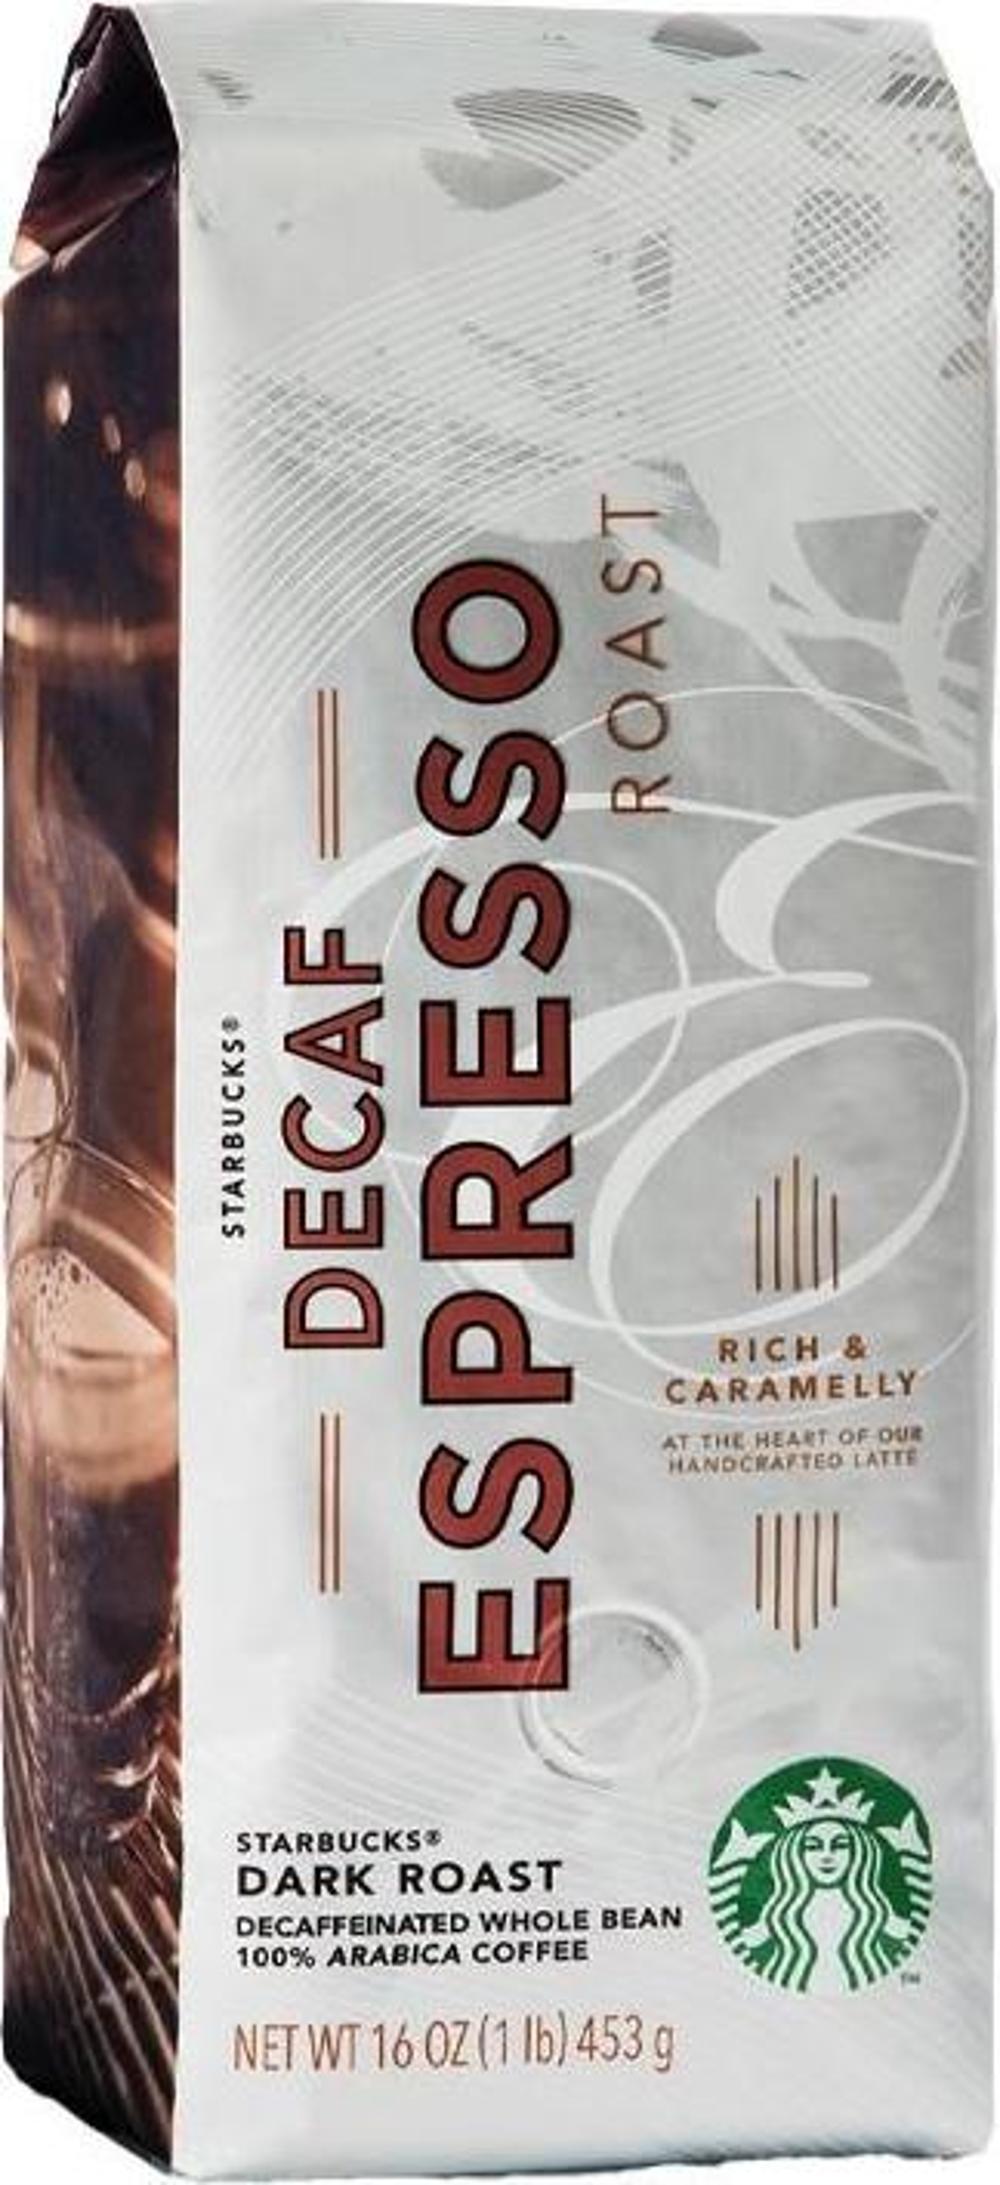 STARBUCKS®
DECAF
ESPRESSO
ROAST
RICH &
CARAMELLY
AT THE HEART OF OUR
HANDCRAFTED LATTE
STARBUCKS®
DARK ROAST
DECAFFEINATED WHOLE BEAN
100% ARABICA COFFEE
NET WT 16 OZ (1 lb) 453 g
TM